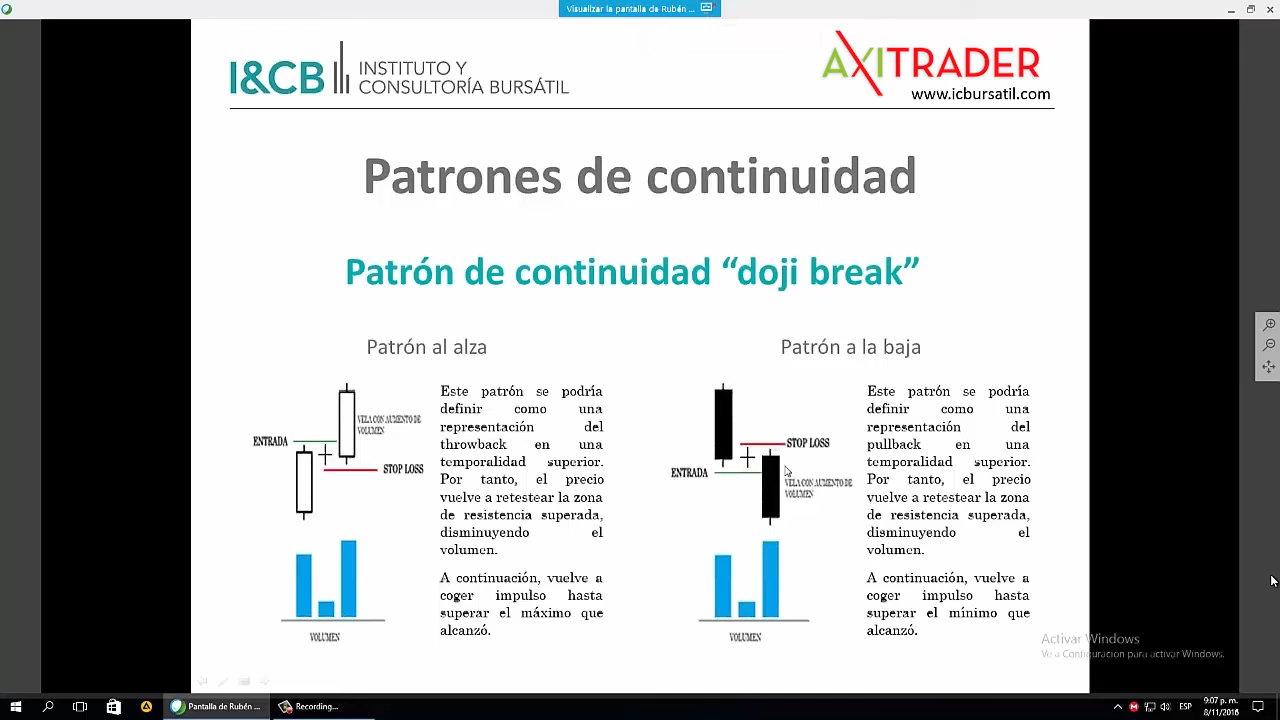 Visualizar la pantalla de Rubén ...
I&CB INSTITUTO Y
CONSULTORÍA BURSÁTIL
AXITRADER
www.icbursatil.com
Patrones de continuidad
Patrón de continuidad “doji break”
Patrón al alza
ENTRADA
VELA CON AUMENTO DE
VOLUMEN
STOP LOSS
VOLUMEN
Este patrón se podría
definir como una
representación del
throwback en una
temporalidad superior.
Por tanto, el precio
vuelve a retestear la zona
de resistencia superada,
disminuyendo el
volumen.
A continuación, vuelve a
coger impulso hasta
superar el máximo que
alcanzó.
Patrón a la baja
STOP LOSS
ENTRADA
VELA CON AUMENTO DE
VOLUMEN
VOLUMEN
Este patrón se podría
definir como una
representación del
pullback en una
temporalidad superior.
Por tanto, el precio
vuelve a retestear la zona
de resistencia superada,
disminuyendo el
volumen.
A continuación, vuelve a
coger impulso hasta
superar el mínimo que
alcanzó.
Activar Windows
Ve a Configuración para activar Windows.
Pantalla de Rubén ...
Recording...
ESP
9:07 p. m.
8/11/2016